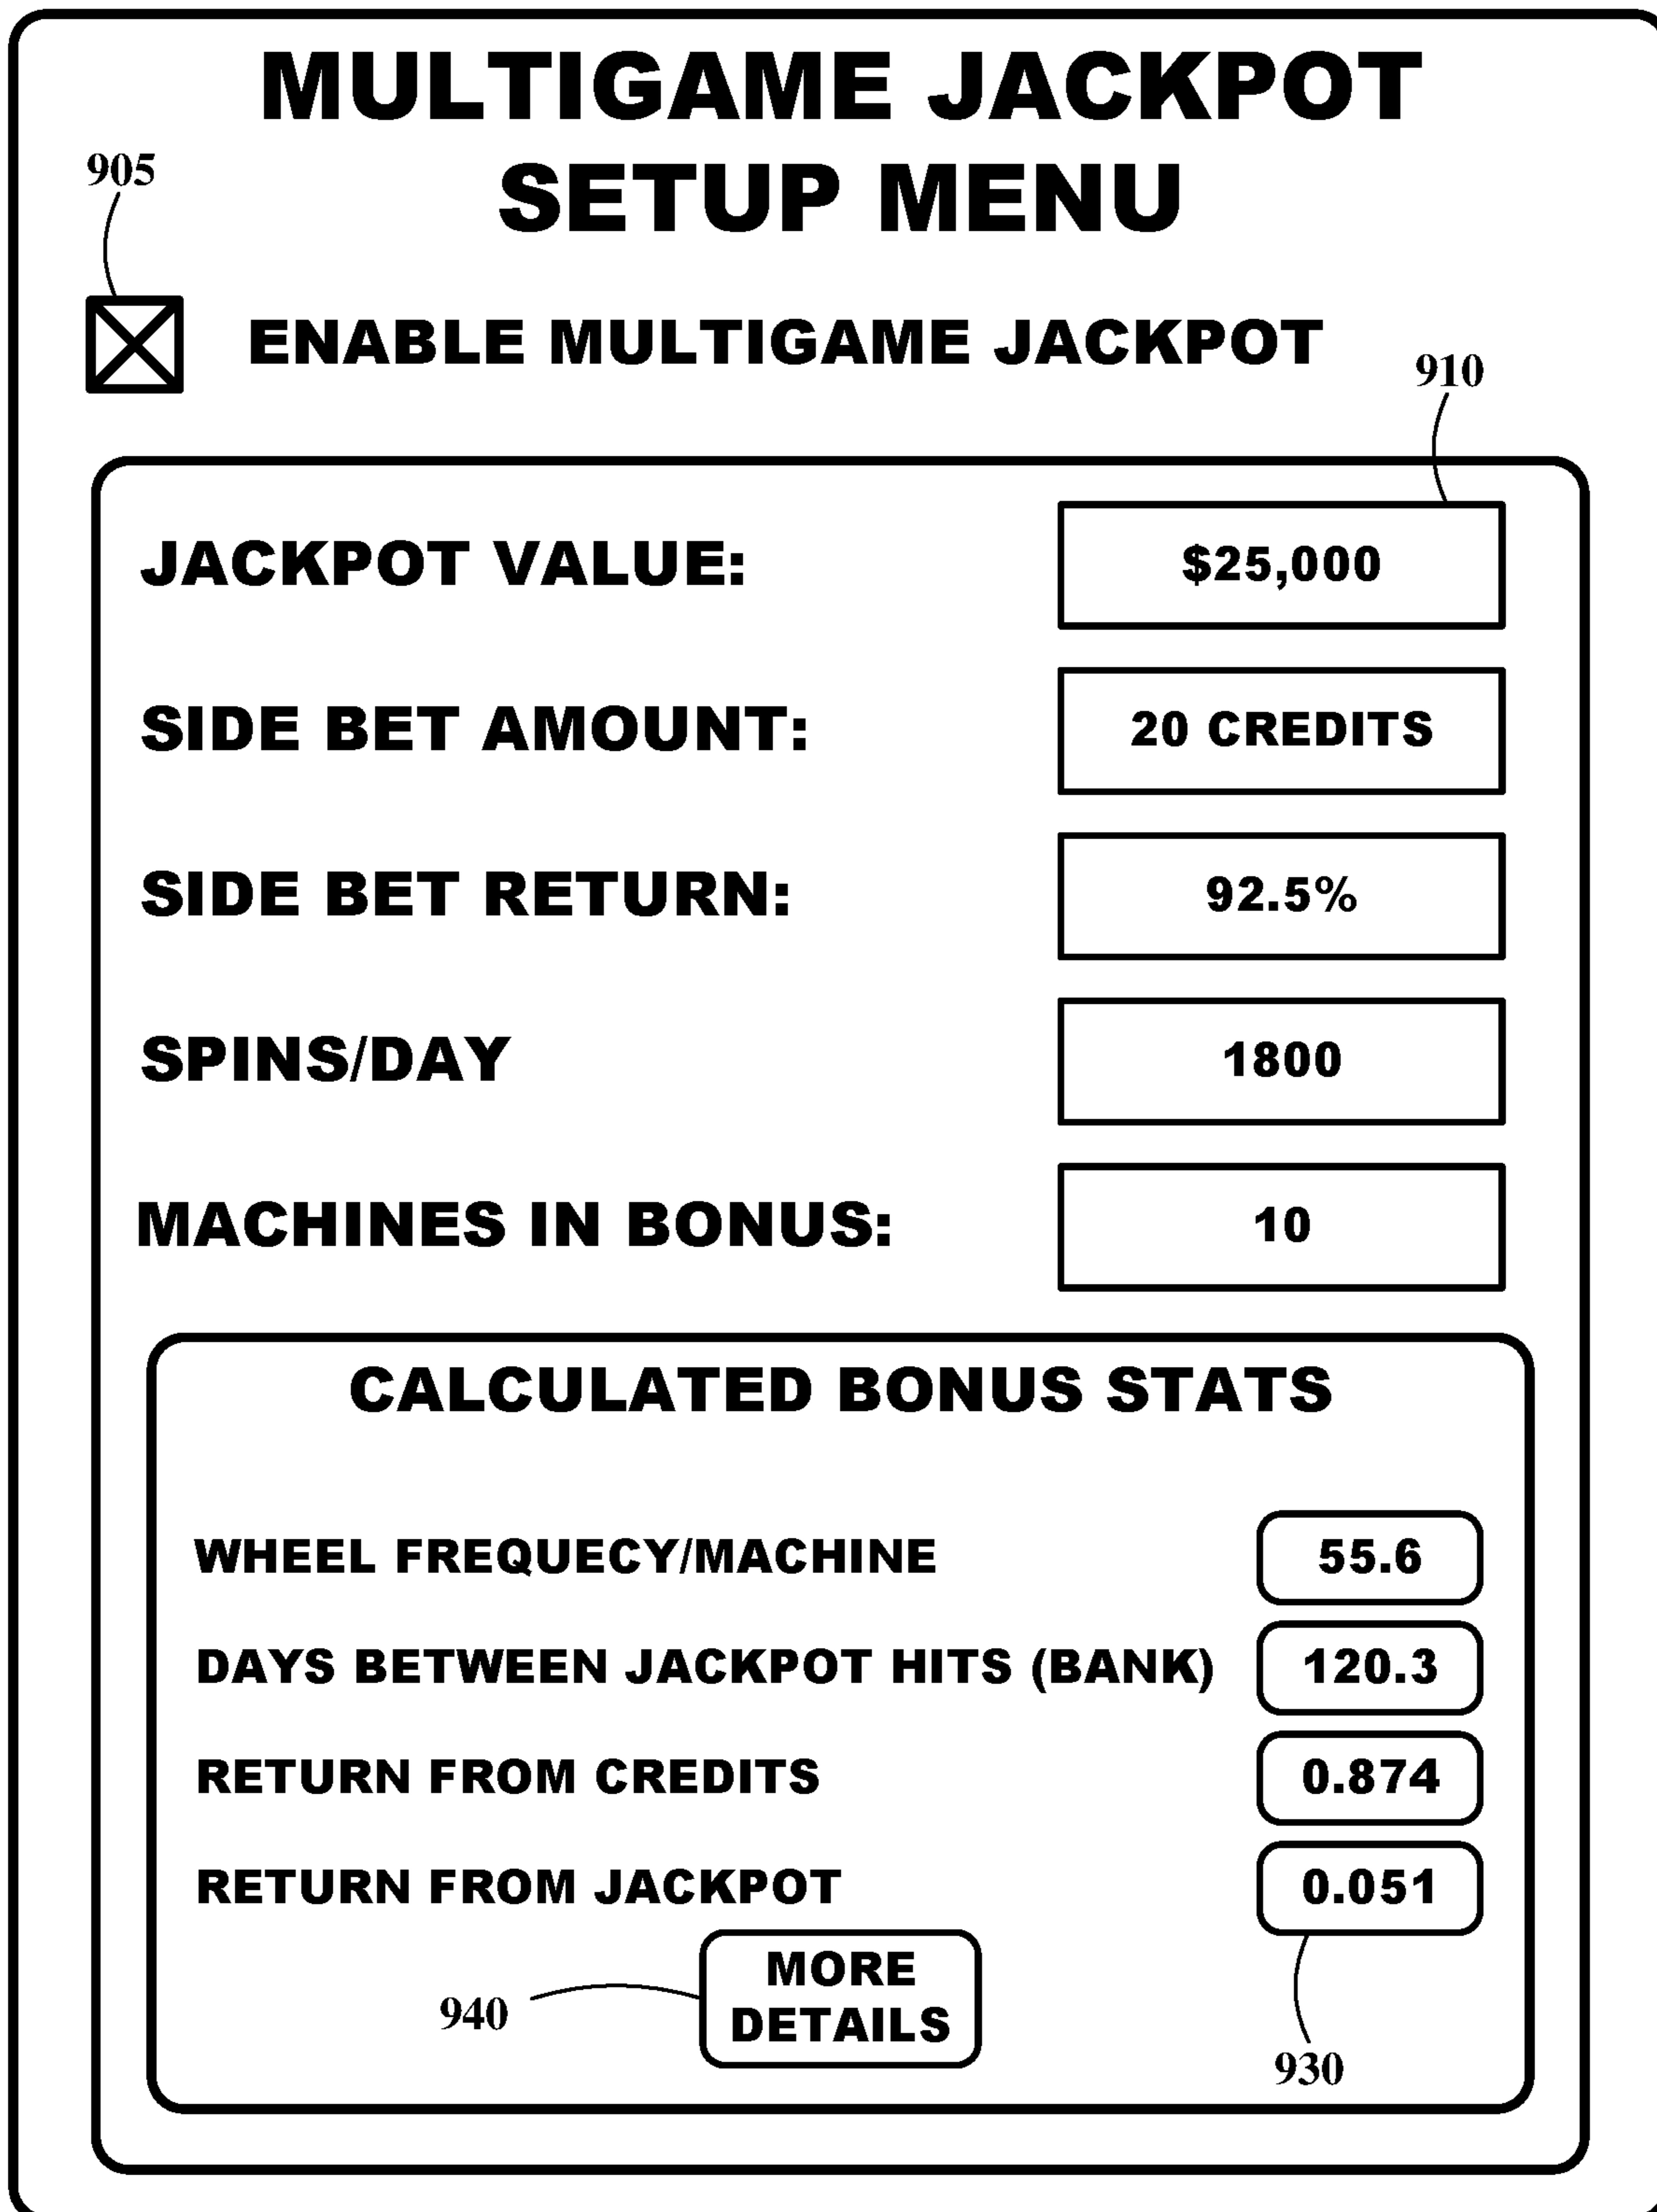 MULTIGAME JACKPOT
SETUP MENU
905
ENABLE MULTIGAME JACKPOT
910
JACKPOT VALUE: $25,000
SIDE BET AMOUNT: 20 CREDITS
SIDE BET RETURN: 92.5%
SPINS/DAY 1800
MACHINES IN BONUS: 10
CALCULATED BONUS STATS
WHEEL FREQUECY/MACHINE 55.6
DAYS BETWEEN JACKPOT HITS (BANK) 120.3
RETURN FROM CREDITS 0.874
RETURN FROM JACKPOT 0.051
MORE
DETAILS
940
930